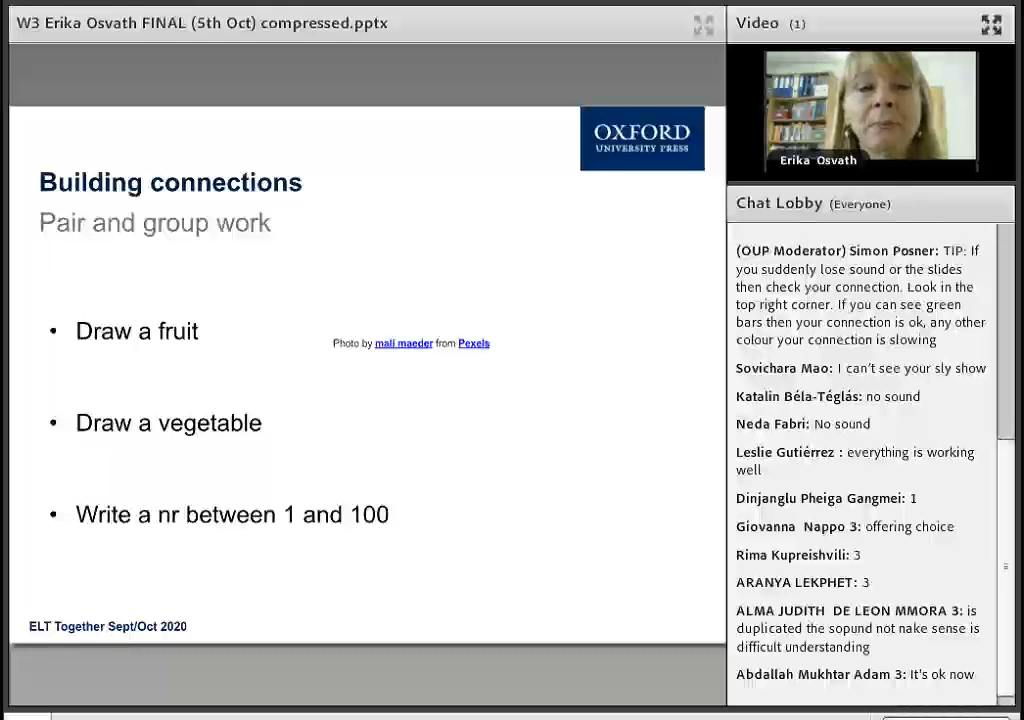 W3 Erika Osvath FINAL (5th Oct) compressed.pptx
OXFORD
UNIVERSITY PRESS
Building connections
Pair and group work
• Draw a fruit
Photo by mali maeder from Pexels
• Draw a vegetable
• Write a nr between 1 and 100
ELT Together Sept/Oct 2020
Video (1)
Erika Osvath
Chat Lobby (Everyone)
(OUP Moderator) Simon Posner: TIP: If
you suddenly lose sound or the slides
then check your connection. Look in the
top right corner. If you can see green
bars then your connection is ok, any other
colour your connection is slowing
Sovichara Mao: I can't see your sly show
Katalin Béla-Téglás: no sound
Neda Fabri: No sound
Leslie Gutiérrez : everything is working
well
Dinjanglu Pheiga Gangmei: 1
Giovanna Nappo 3: offering choice
Rima Kupreishvili: 3
ARANYA LEKPHET: 3
ALMA JUDITH DE LEON MMORA 3: is
duplicated the sopund not nake sense is
difficult understanding
Abdallah Mukhtar Adam 3: It's ok now